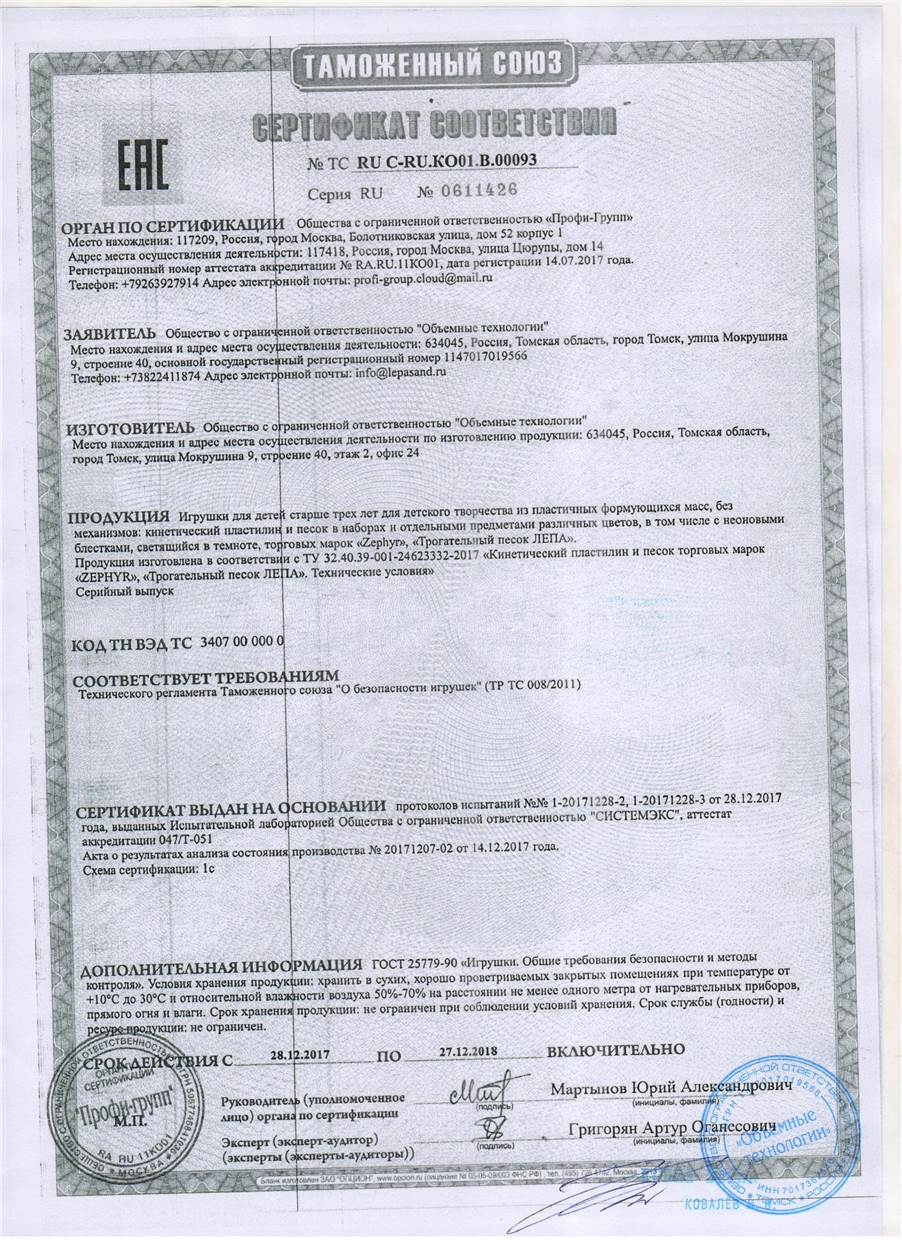 ТАМОЖЕННЫЙ СОЮЗ
СЕРТИФИКАТ СООТВЕТСТВИЯ
ЕАС
№ ТС RU C-RU.КО01.В.00093
Серия RU № 0611426
ОРГАН ПО СЕРТИФИКАЦИИ Общества с ограниченной ответственностью «Профи-Групп»
Место нахождения: 117209, Россия, город Москва, Болотниковская улица, дом 52 корпус 1
Адрес места осуществления деятельности: 117418, Россия, город Москва, улица Цюрупы, дом 14
Регистрационный номер аттестата аккредитации № RA.RU.11КО01, дата регистрации 14.07.2017 года.
Телефон: +79263927914 Адрес электронной почты: profi-group.cloud@mail.ru
ЗАЯВИТЕЛЬ Общество с ограниченной ответственностью "Объемные технологии"
Место нахождения и адрес места осуществления деятельности: 634045, Россия, Томская область, город Томск, улица Мокрушина
9, строение 40, основной государственный регистрационный номер 1147017019566
Телефон: +73822411874 Адрес электронной почты: info@lepasand.ru
ИЗГОТОВИТЕЛЬ Общество с ограниченной ответственностью "Объемные технологии"
Место нахождения и адрес места осуществления деятельности по изготовлению продукции: 634045, Россия, Томская область,
город Томск, улица Мокрушина 9, строение 40, этаж 2, офис 24
ПРОДУКЦИЯ Игрушки для детей старше трех лет для детского творчества из пластичных формующихся масс, без
механизмов: кинетический пластилин и песок в наборах и отдельными предметами различных цветов, в том числе с неоновыми
блестками, светящийся в темноте, торговых марок «Zephyr», «Трогательный песок ЛЕПА».
Продукция изготовлена в соответствии с ТУ 32.40.39-001-24623332-2017 «Кинетический пластилин и песок торговых марок
«ZEPHYR», «Трогательный песок ЛЕПА». Технические условия»
Серийный выпуск
КОД ТН ВЭД ТС 3407 00 000 0
СООТВЕТСТВУЕТ ТРЕБОВАНИЯМ
Технического регламента Таможенного союза "О безопасности игрушек" (ТР ТС 008/2011)
СЕРТИФИКАТ ВЫДАН НА ОСНОВАНИИ протоколов испытаний №№ 1-20171228-2, 1-20171228-3 от 28.12.2017
года, выданных Испытательной лабораторией Общества с ограниченной ответственностью "СИСТЕМЭКС", аттестат
аккредитации 047/Т-051
Акта о результатах анализа состояния производства № 20171207-02 от 14.12.2017 года.
Схема сертификации: 1с
ДОПОЛНИТЕЛЬНАЯ ИНФОРМАЦИЯ ГОСТ 25779-90 «Игрушки. Общие требования безопасности и методы
контроля». Условия хранения продукции: хранить в сухих, хорошо проветриваемых закрытых помещениях при температуре от
+10°С до 30°С и относительной влажности воздуха 50%-70% на расстоянии не менее одного метра от нагревательных приборов,
прямого огня и влаги. Срок хранения продукции: не ограничен при соблюдении условий хранения. Срок службы (годности) и
ресурс продукции: не ограничен.
СРОК ДЕЙСТВИЯ С 28.12.2017 ПО 27.12.2018 ВКЛЮЧИТЕЛЬНО
ОРГАН ПО
СЕРТИФИКАЦИИ
"Профи-групп"
М.П.
RA RU 11КО01
МОСКВА
Руководитель (уполномоченное
лицо) органа по сертификации
(подпись)
Мартынов Юрий Александрович
(инициалы, фамилия)
Эксперт (эксперт-аудитор)
(эксперты (эксперты-аудиторы))
(подпись)
Григорян Артур Оганесович
(инициалы, фамилия)
«Объемные
технологии»
Бланк изготовлен ЗАО "ОПЦИОН", www.opcion.ru
КОВАЛЕВ